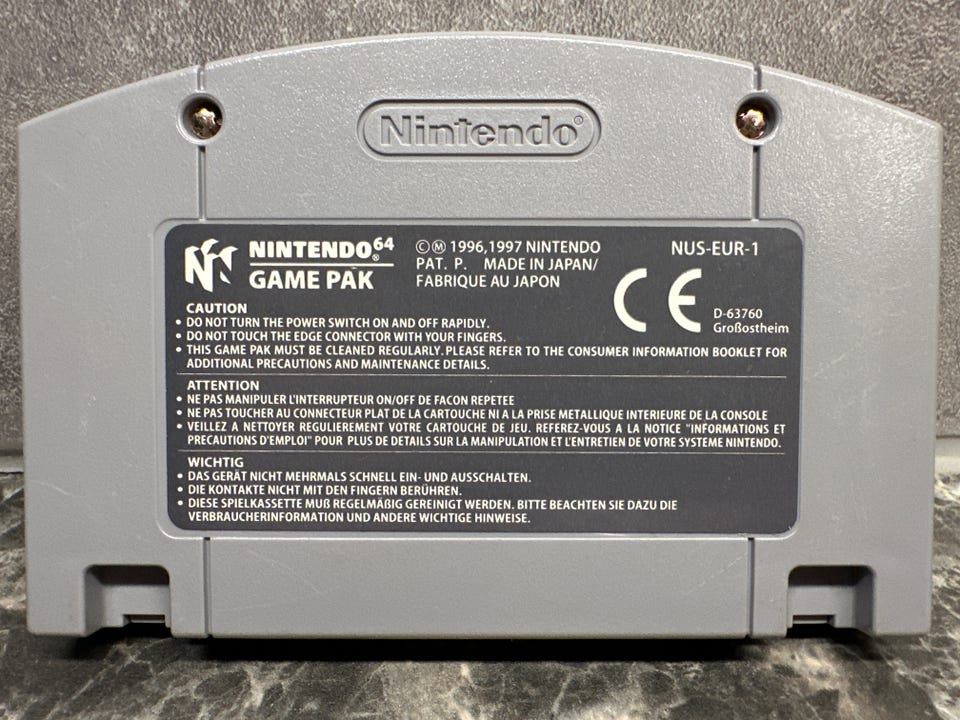 Nintendo®
NINTENDO64®
GAME PAK
©Ⓜ 1996,1997 NINTENDO
PAT. P. MADE IN JAPAN/
FABRIQUE AU JAPON
NUS-EUR-1
CE
D-63760
Großostheim
CAUTION
• DO NOT TURN THE POWER SWITCH ON AND OFF RAPIDLY.
• DO NOT TOUCH THE EDGE CONNECTOR WITH YOUR FINGERS.
• THIS GAME PAK MUST BE CLEANED REGULARLY. PLEASE REFER TO THE CONSUMER INFORMATION BOOKLET FOR
ADDITIONAL PRECAUTIONS AND MAINTENANCE DETAILS.
ATTENTION
• NE PAS MANIPULER L'INTERRUPTEUR ON/OFF DE FACON REPETEE
• NE PAS TOUCHER AU CONNECTEUR PLAT DE LA CARTOUCHE NI A LA PRISE METALLIQUE INTERIEURE DE LA CONSOLE
• VEILLEZ A NETTOYER REGULIEREMENT VOTRE CARTOUCHE DE JEU. REFEREZ-VOUS A LA NOTICE "INFORMATIONS ET
PRECAUTIONS D'EMPLOI" POUR PLUS DE DETAILS SUR LA MANIPULATION ET L'ENTRETIEN DE VOTRE SYSTEME NINTENDO.
WICHTIG
• DAS GERÄT NICHT MEHRMALS SCHNELL EIN- UND AUSSCHALTEN.
• DIE KONTAKTE NICHT MIT DEN FINGERN BERÜHREN.
• DIESE SPIELKASSETTE MUß REGELMÄßIG GEREINIGT WERDEN. BITTE BEACHTEN SIE DAZU DIE
VERBRAUCHERINFORMATION UND ANDERE WICHTIGE HINWEISE.